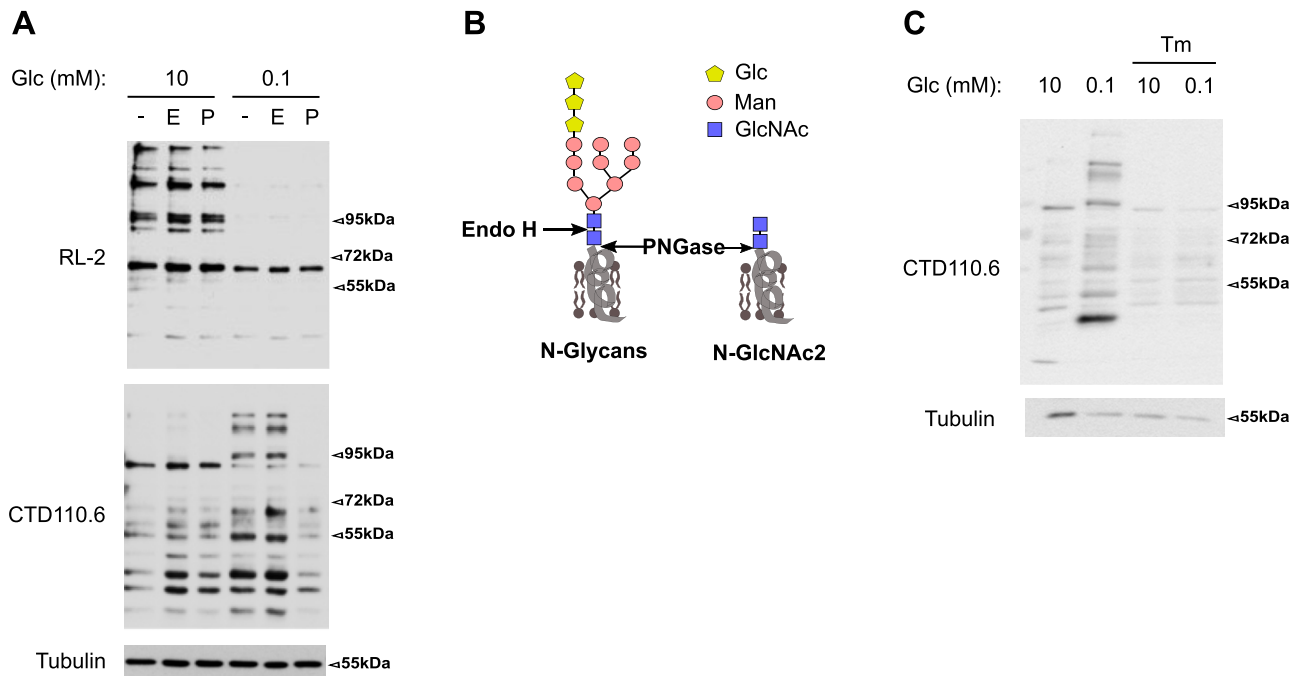 A
Glc (mM): 10 0.1
- E P - E P
RL-2
◅95kDa
◅72kDa
◅55kDa
CTD110.6
◅95kDa
◅72kDa
◅55kDa
Tubulin
◅55kDa
B
Glc
Man
GlcNAc
Endo H
PNGase
N-Glycans
N-GlcNAc2
C
Tm
Glc (mM): 10 0.1 10 0.1
CTD110.6
◅95kDa
◅72kDa
◅55kDa
Tubulin
◅55kDa